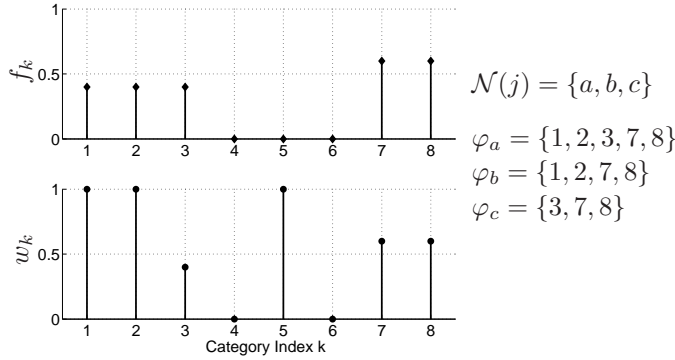 1
0.5
0
f_k
1 2 3 4 5 6 7 8
1
0.5
0
w_k
1 2 3 4 5 6 7 8
Category Index k
𝒩(j) = {a, b, c}
φ_a = {1, 2, 3, 7, 8}
φ_b = {1, 2, 7, 8}
φ_c = {3, 7, 8}